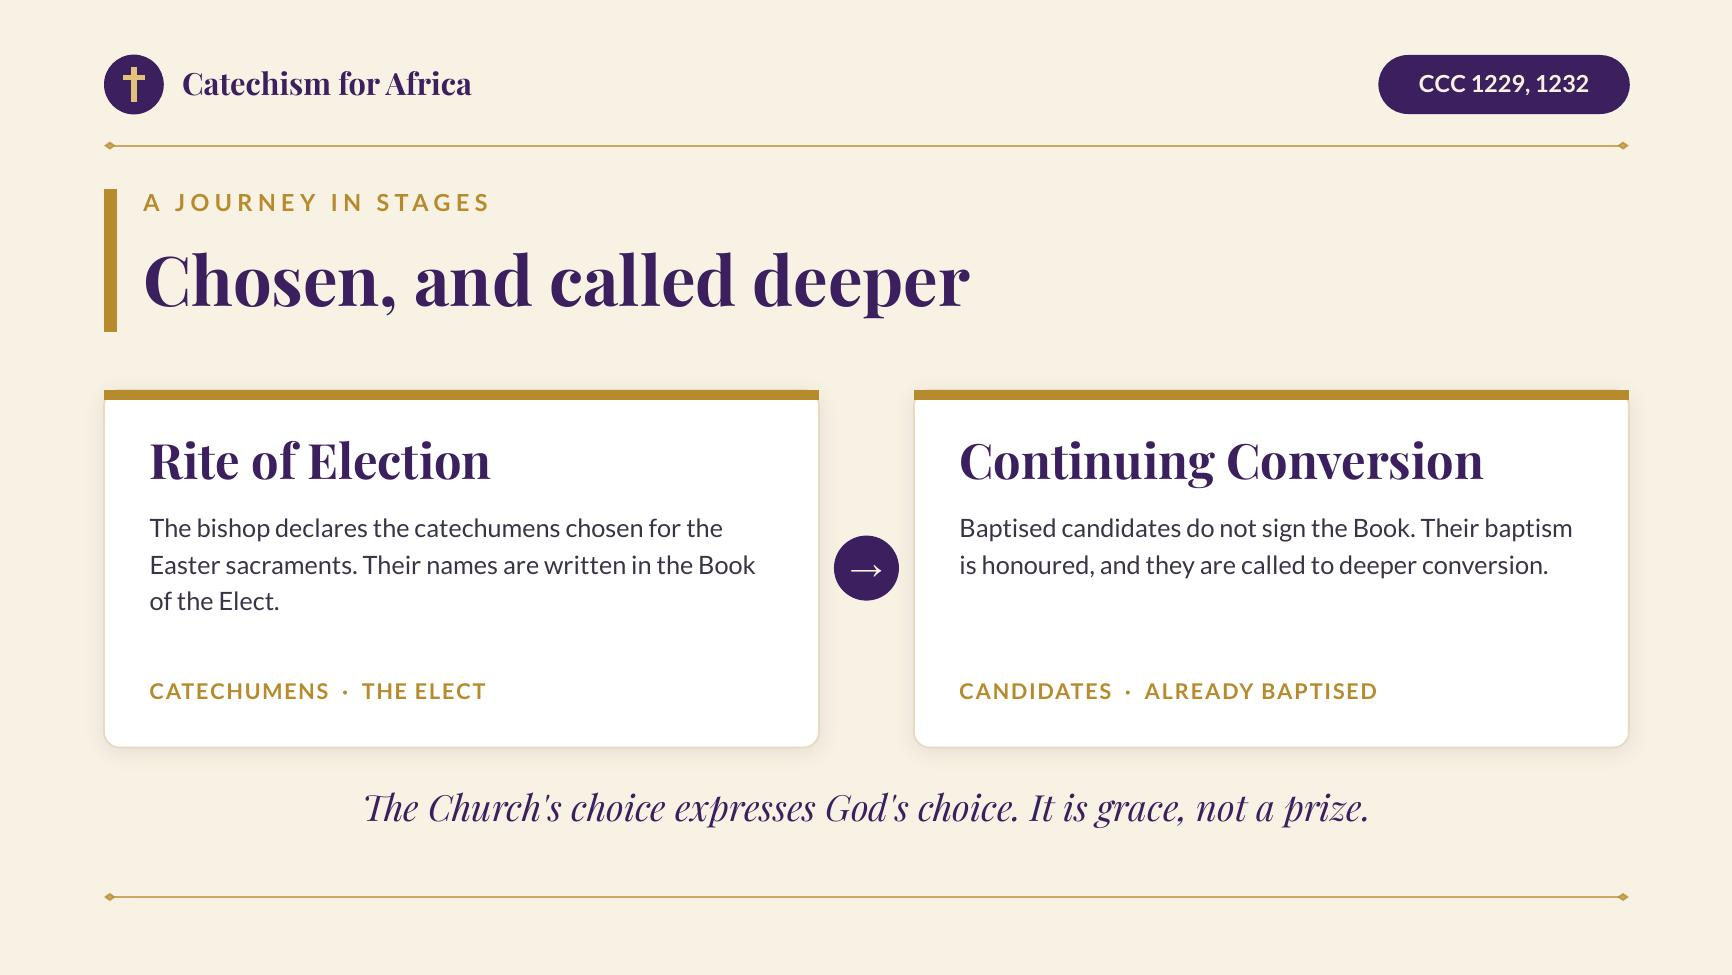 Catechism for Africa
CCC 1229, 1232
A JOURNEY IN STAGES
Chosen, and called deeper
Rite of Election
The bishop declares the catechumens chosen for the
Easter sacraments. Their names are written in the Book
of the Elect.
CATECHUMENS · THE ELECT
→
Continuing Conversion
Baptised candidates do not sign the Book. Their baptism
is honoured, and they are called to deeper conversion.
CANDIDATES · ALREADY BAPTISED
The Church's choice expresses God's choice. It is grace, not a prize.